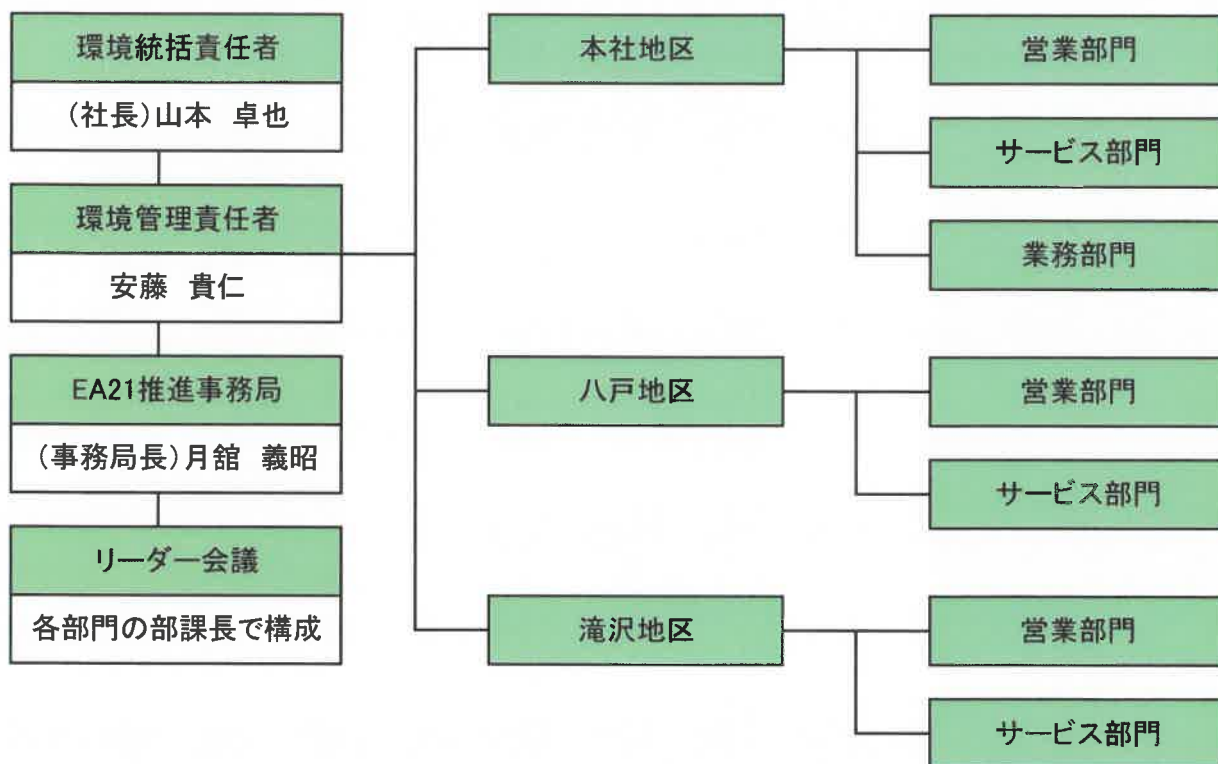 環境統括責任者
(社長)山本 卓也
環境管理責任者
安藤 貴仁
EA21推進事務局
(事務局長)月舘 義昭
リーダー会議
各部門の部課長で構成
本社地区
営業部門
サービス部門
業務部門
八戸地区
営業部門
サービス部門
滝沢地区
営業部門
サービス部門